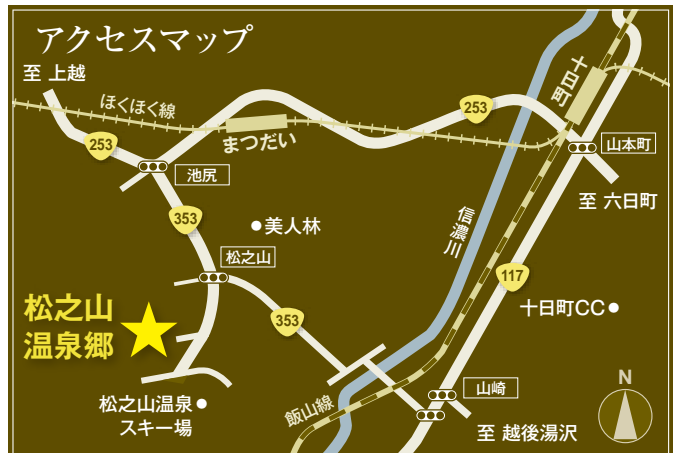 アクセスマップ
至 上越
ほくほく線
まつだい
253
十日町
253
山本町
池尻
至 六日町
353
美人林
信濃川
松之山
117
松之山
温泉郷
353
十日町CC
N
山崎
松之山温泉
スキー場
飯山線
至 越後湯沢